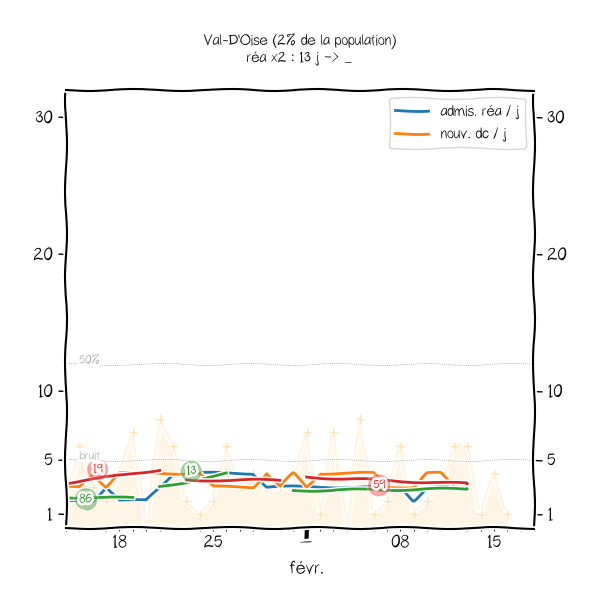 Val-D'Oise (2% de la population)
réa x2 : 13 j -> _
admis. réa / j
nouv. dc / j
30 30
20 20
50%
10 10
bruit
5 5
19 13 59
86
1 1
18 25 _ 08 15
févr.